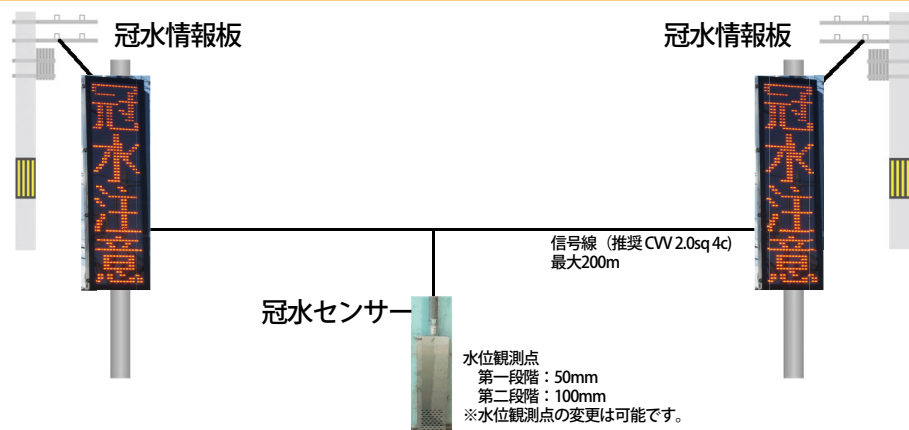 冠水情報板
冠水情報板
冠水注意
冠水注意
信号線（推奨 CVV 2.0sq 4c)
最大200m
冠水センサー
水位観測点
第一段階：50mm
第二段階：100mm
※水位観測点の変更は可能です。